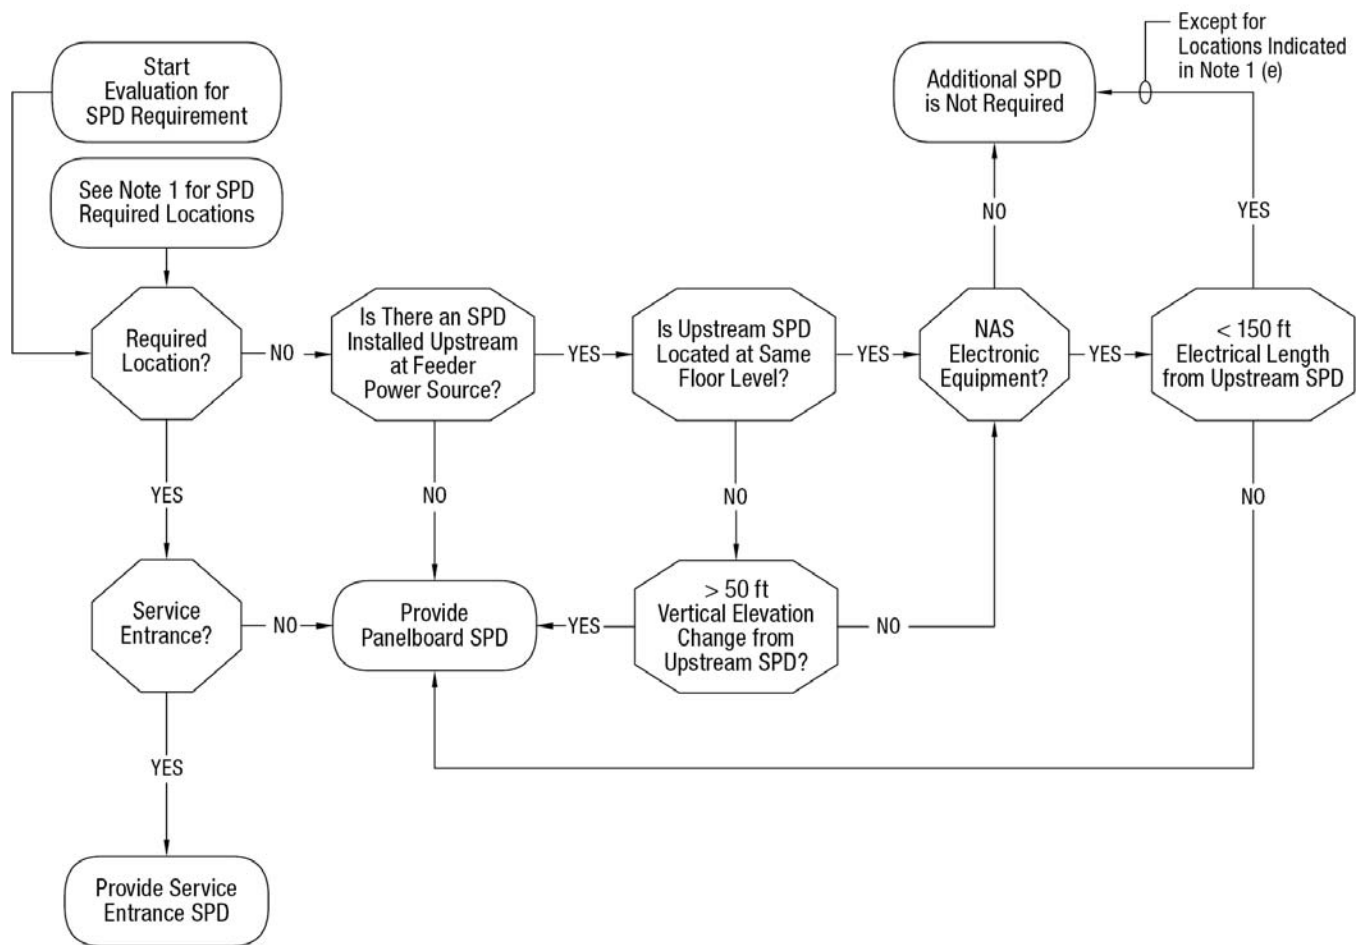 Start
Evaluation for
SPD Requirement
See Note 1 for SPD
Required Locations
Required
Location?
NO
Is There an SPD
Installed Upstream
at Feeder
Power Source?
YES
Is Upstream SPD
Located at Same
Floor Level?
YES
NAS
Electronic
Equipment?
YES
< 150 ft
Electrical Length
from Upstream SPD
Additional SPD
is Not Required
Except for
Locations Indicated
in Note 1 (e)
NO
YES
YES
NO
NO
NO
Service
Entrance?
NO
Provide
Panelboard SPD
YES
> 50 ft
Vertical Elevation
Change from
Upstream SPD?
NO
YES
Provide Service
Entrance SPD